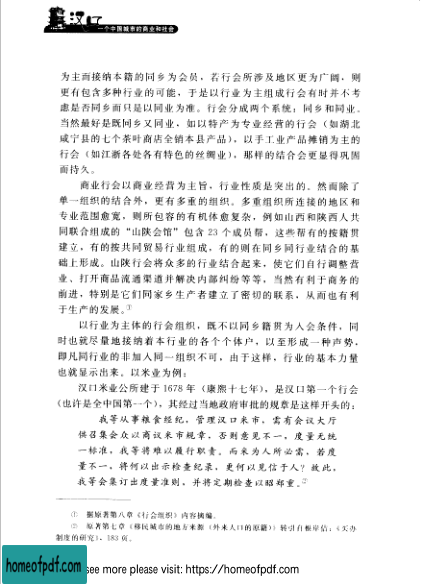 汉口
一个中国城市的商业和社会
为主而接纳本籍的同乡为会员，若行会所涉及地区更为广阔，则
更有包含多种行业的可能，于是以行业为主组成行会有时并不考
虑是否同乡而只是以同业为准。行会分成两个系统：同乡和同业。
当然最好是既同乡又同业，如以特产为专业经营的行会（如湖北
咸宁县的七个茶叶商店全销本县产品），以手工业产品摊销为主的
行会（如江浙各处各有特色的丝绸业），那样的结合会更显得巩固
而持久。
商业行会以商业经营为主旨，行业性质是突出的。然而除了
单一组织的结合外，更有多重的组织。多重组织所连接的地区和
专业范围愈宽，则所包容的有机体愈复杂，例如山西和陕西人共
同联合组成的“山陕会馆”包含 23 个成员帮，这些帮有的按籍贯
建立，有的按共同贸易行业组成，有的则在同乡同行业结合的基
础上形成。山陕行会将众多的行业结合起来，使它们自行调整营
业、打开商品流通渠道并解决内部纠纷等等，当然有利于商务的
前进，特别是它们同家乡生产者建立了密切的联系，从而也有利
于生产的发展。①
以行业为主体的行会组织，既不以同乡籍贯为入会条件，同
时也就尽量地接纳着本行业的各个个体户，以至形成一种声势，
即凡同行业的非加入同一组织不可，由于这样，行业的基本力量
也就显示出来。以米业为例：
汉口米业公所建于 1678 年（康熙十七年），是汉口第一个行会
（也许是全中国第一个），其经过当地政府审批的规章是这样开头的：
我等从事粮食经纪，管理汉口米市，需有会议大厅
供召集会众以商议米市规章，否则意见不一，度量无统
一标准，我等将难以履行职责。而米为人所必需，若度
量不一，将何以出示检查纪录，更何以见信于人？故此，
我等会集订出度量准则，并将定期检查以昭郑重。②
① 据原著第八章《行会组织》内容摘编。
② 原著第七章《移民城市的地方来源（外来人口的原籍）》转引自根岸佶：《买办
制度的研究》，183 页。
homeofpdf.com
see more please visit: https://homeofpdf.com